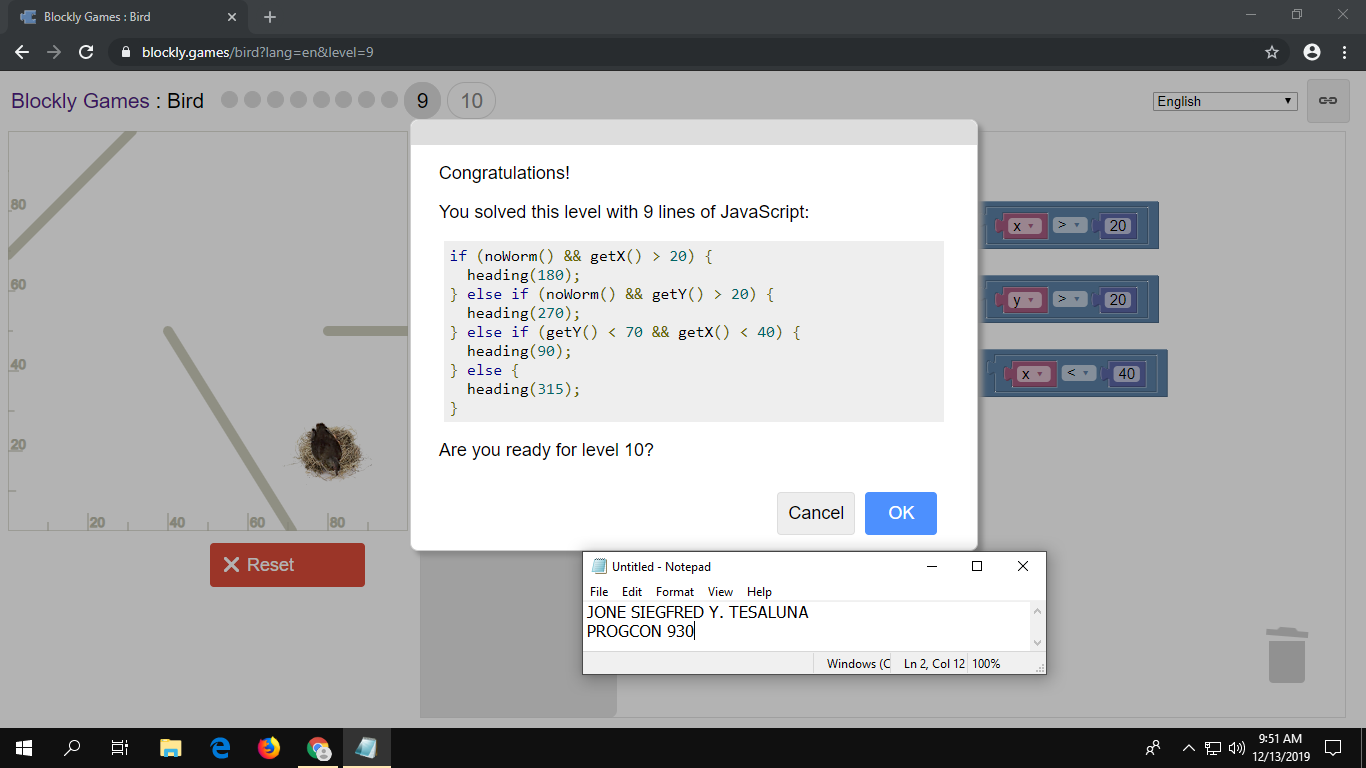 Blockly Games : Bird
blockly.games/bird?lang=en&level=9
Blockly Games : Bird 9 10
English
80
60
40
20
20 40 60 80
Reset
x > 20
y > 20
x < 40
Congratulations!
You solved this level with 9 lines of JavaScript:
if (noWorm() && getX() > 20) {
  heading(180);
} else if (noWorm() && getY() > 20) {
  heading(270);
} else if (getY() < 70 && getX() < 40) {
  heading(90);
} else {
  heading(315);
}
Are you ready for level 10?
Cancel OK
Untitled - Notepad
File Edit Format View Help
JONE SIEGFRED Y. TESALUNA
PROGCON 930
Windows (C Ln 2, Col 12 100%
9:51 AM
12/13/2019